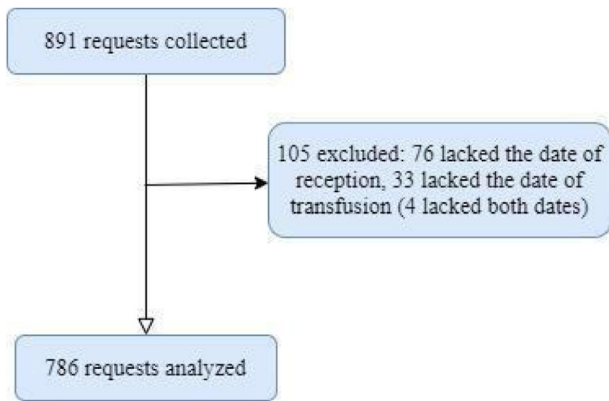 891 requests collected
105 excluded: 76 lacked the date of
reception, 33 lacked the date of
transfusion (4 lacked both dates)
786 requests analyzed